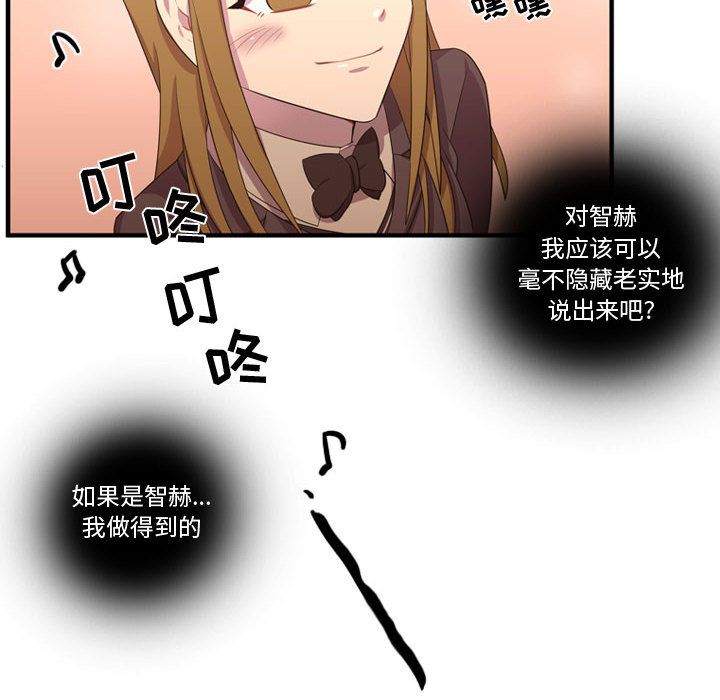 嘿嘿
叮
咚
叮
咚
对智赫
我应该可以
毫不隐藏老实地
说出来吧?
如果是智赫...
我做得到的